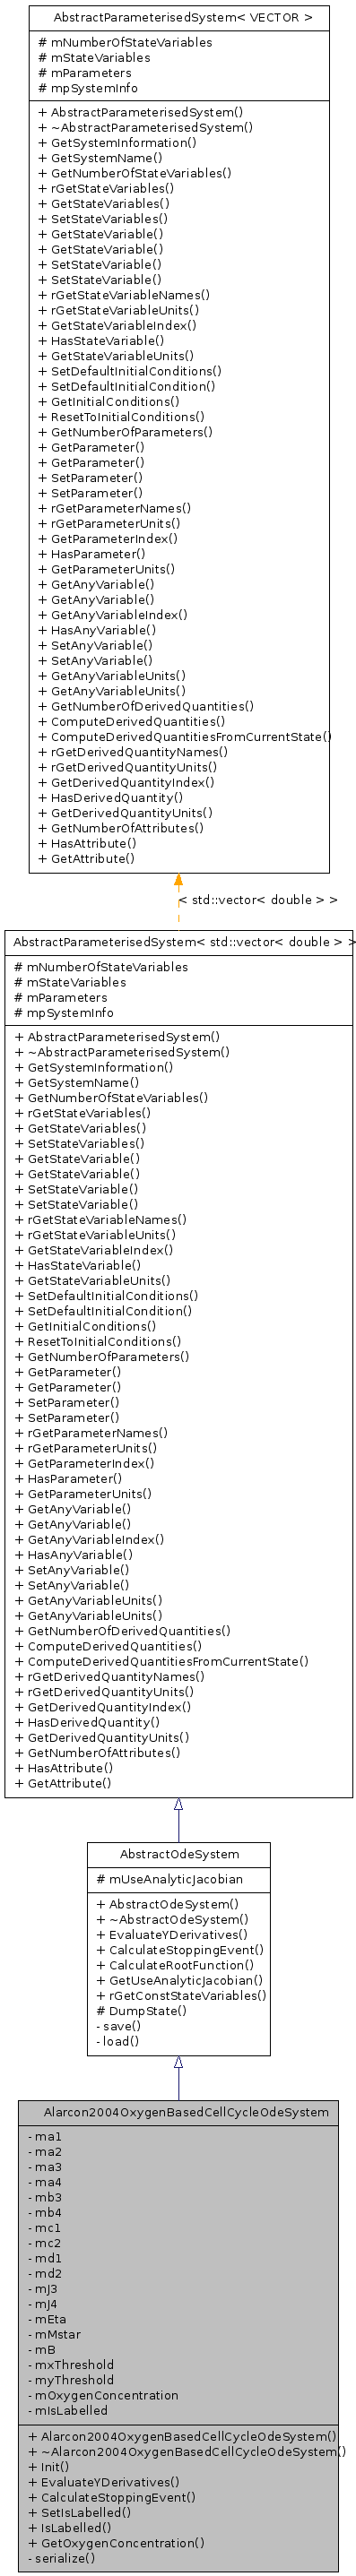 AbstractParameterisedSystem< VECTOR >
# mNumberOfStateVariables
# mStateVariables
# mParameters
# mpSystemInfo
+ AbstractParameterisedSystem()
+ ~AbstractParameterisedSystem()
+ GetSystemInformation()
+ GetSystemName()
+ GetNumberOfStateVariables()
+ rGetStateVariables()
+ GetStateVariables()
+ SetStateVariables()
+ GetStateVariable()
+ GetStateVariable()
+ SetStateVariable()
+ SetStateVariable()
+ rGetStateVariableNames()
+ rGetStateVariableUnits()
+ GetStateVariableIndex()
+ HasStateVariable()
+ GetStateVariableUnits()
+ SetDefaultInitialConditions()
+ SetDefaultInitialCondition()
+ GetInitialConditions()
+ ResetToInitialConditions()
+ GetNumberOfParameters()
+ GetParameter()
+ GetParameter()
+ SetParameter()
+ SetParameter()
+ rGetParameterNames()
+ rGetParameterUnits()
+ GetParameterIndex()
+ HasParameter()
+ GetParameterUnits()
+ GetAnyVariable()
+ GetAnyVariable()
+ GetAnyVariableIndex()
+ HasAnyVariable()
+ SetAnyVariable()
+ SetAnyVariable()
+ GetAnyVariableUnits()
+ GetAnyVariableUnits()
+ GetNumberOfDerivedQuantities()
+ ComputeDerivedQuantities()
+ ComputeDerivedQuantitiesFromCurrentState()
+ rGetDerivedQuantityNames()
+ rGetDerivedQuantityUnits()
+ GetDerivedQuantityIndex()
+ HasDerivedQuantity()
+ GetDerivedQuantityUnits()
+ GetNumberOfAttributes()
+ HasAttribute()
+ GetAttribute()
< std::vector< double > >
AbstractParameterisedSystem< std::vector< double > >
# mNumberOfStateVariables
# mStateVariables
# mParameters
# mpSystemInfo
+ AbstractParameterisedSystem()
+ ~AbstractParameterisedSystem()
+ GetSystemInformation()
+ GetSystemName()
+ GetNumberOfStateVariables()
+ rGetStateVariables()
+ GetStateVariables()
+ SetStateVariables()
+ GetStateVariable()
+ GetStateVariable()
+ SetStateVariable()
+ SetStateVariable()
+ rGetStateVariableNames()
+ rGetStateVariableUnits()
+ GetStateVariableIndex()
+ HasStateVariable()
+ GetStateVariableUnits()
+ SetDefaultInitialConditions()
+ SetDefaultInitialCondition()
+ GetInitialConditions()
+ ResetToInitialConditions()
+ GetNumberOfParameters()
+ GetParameter()
+ GetParameter()
+ SetParameter()
+ SetParameter()
+ rGetParameterNames()
+ rGetParameterUnits()
+ GetParameterIndex()
+ HasParameter()
+ GetParameterUnits()
+ GetAnyVariable()
+ GetAnyVariable()
+ GetAnyVariableIndex()
+ HasAnyVariable()
+ SetAnyVariable()
+ SetAnyVariable()
+ GetAnyVariableUnits()
+ GetAnyVariableUnits()
+ GetNumberOfDerivedQuantities()
+ ComputeDerivedQuantities()
+ ComputeDerivedQuantitiesFromCurrentState()
+ rGetDerivedQuantityNames()
+ rGetDerivedQuantityUnits()
+ GetDerivedQuantityIndex()
+ HasDerivedQuantity()
+ GetDerivedQuantityUnits()
+ GetNumberOfAttributes()
+ HasAttribute()
+ GetAttribute()
AbstractOdeSystem
# mUseAnalyticJacobian
+ AbstractOdeSystem()
+ ~AbstractOdeSystem()
+ EvaluateYDerivatives()
+ CalculateStoppingEvent()
+ CalculateRootFunction()
+ GetUseAnalyticJacobian()
+ rGetConstStateVariables()
# DumpState()
- save()
- load()
Alarcon2004OxygenBasedCellCycleOdeSystem
- ma1
- ma2
- ma3
- ma4
- mb3
- mb4
- mc1
- mc2
- md1
- md2
- mJ3
- mJ4
- mEta
- mMstar
- mB
- mxThreshold
- myThreshold
- mOxygenConcentration
- mIsLabelled
+ Alarcon2004OxygenBasedCellCycleOdeSystem()
+ ~Alarcon2004OxygenBasedCellCycleOdeSystem()
+ Init()
+ EvaluateYDerivatives()
+ CalculateStoppingEvent()
+ SetIsLabelled()
+ IsLabelled()
+ GetOxygenConcentration()
- serialize()